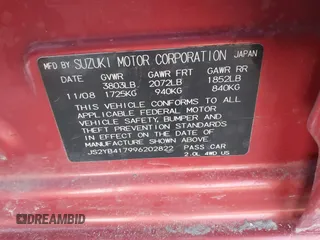 MFD BY SUZUKI MOTOR CORPORATION JAPAN
DATE GVWR GAWR FRT GAWR RR
3803LB 2072LB 1852LB
11/08 1725KG 940KG 840KG
THIS VEHICLE CONFORMS TO ALL
APPLICABLE FEDERAL MOTOR
VEHICLE SAFETY, BUMPER AND
THEFT PREVENTION STANDARDS
IN EFFECT ON THE DATE OF
MANUFACTURE SHOWN ABOVE.
JS2YB417996202822 PASS CAR
2.0L 4WD US
DREAMBID